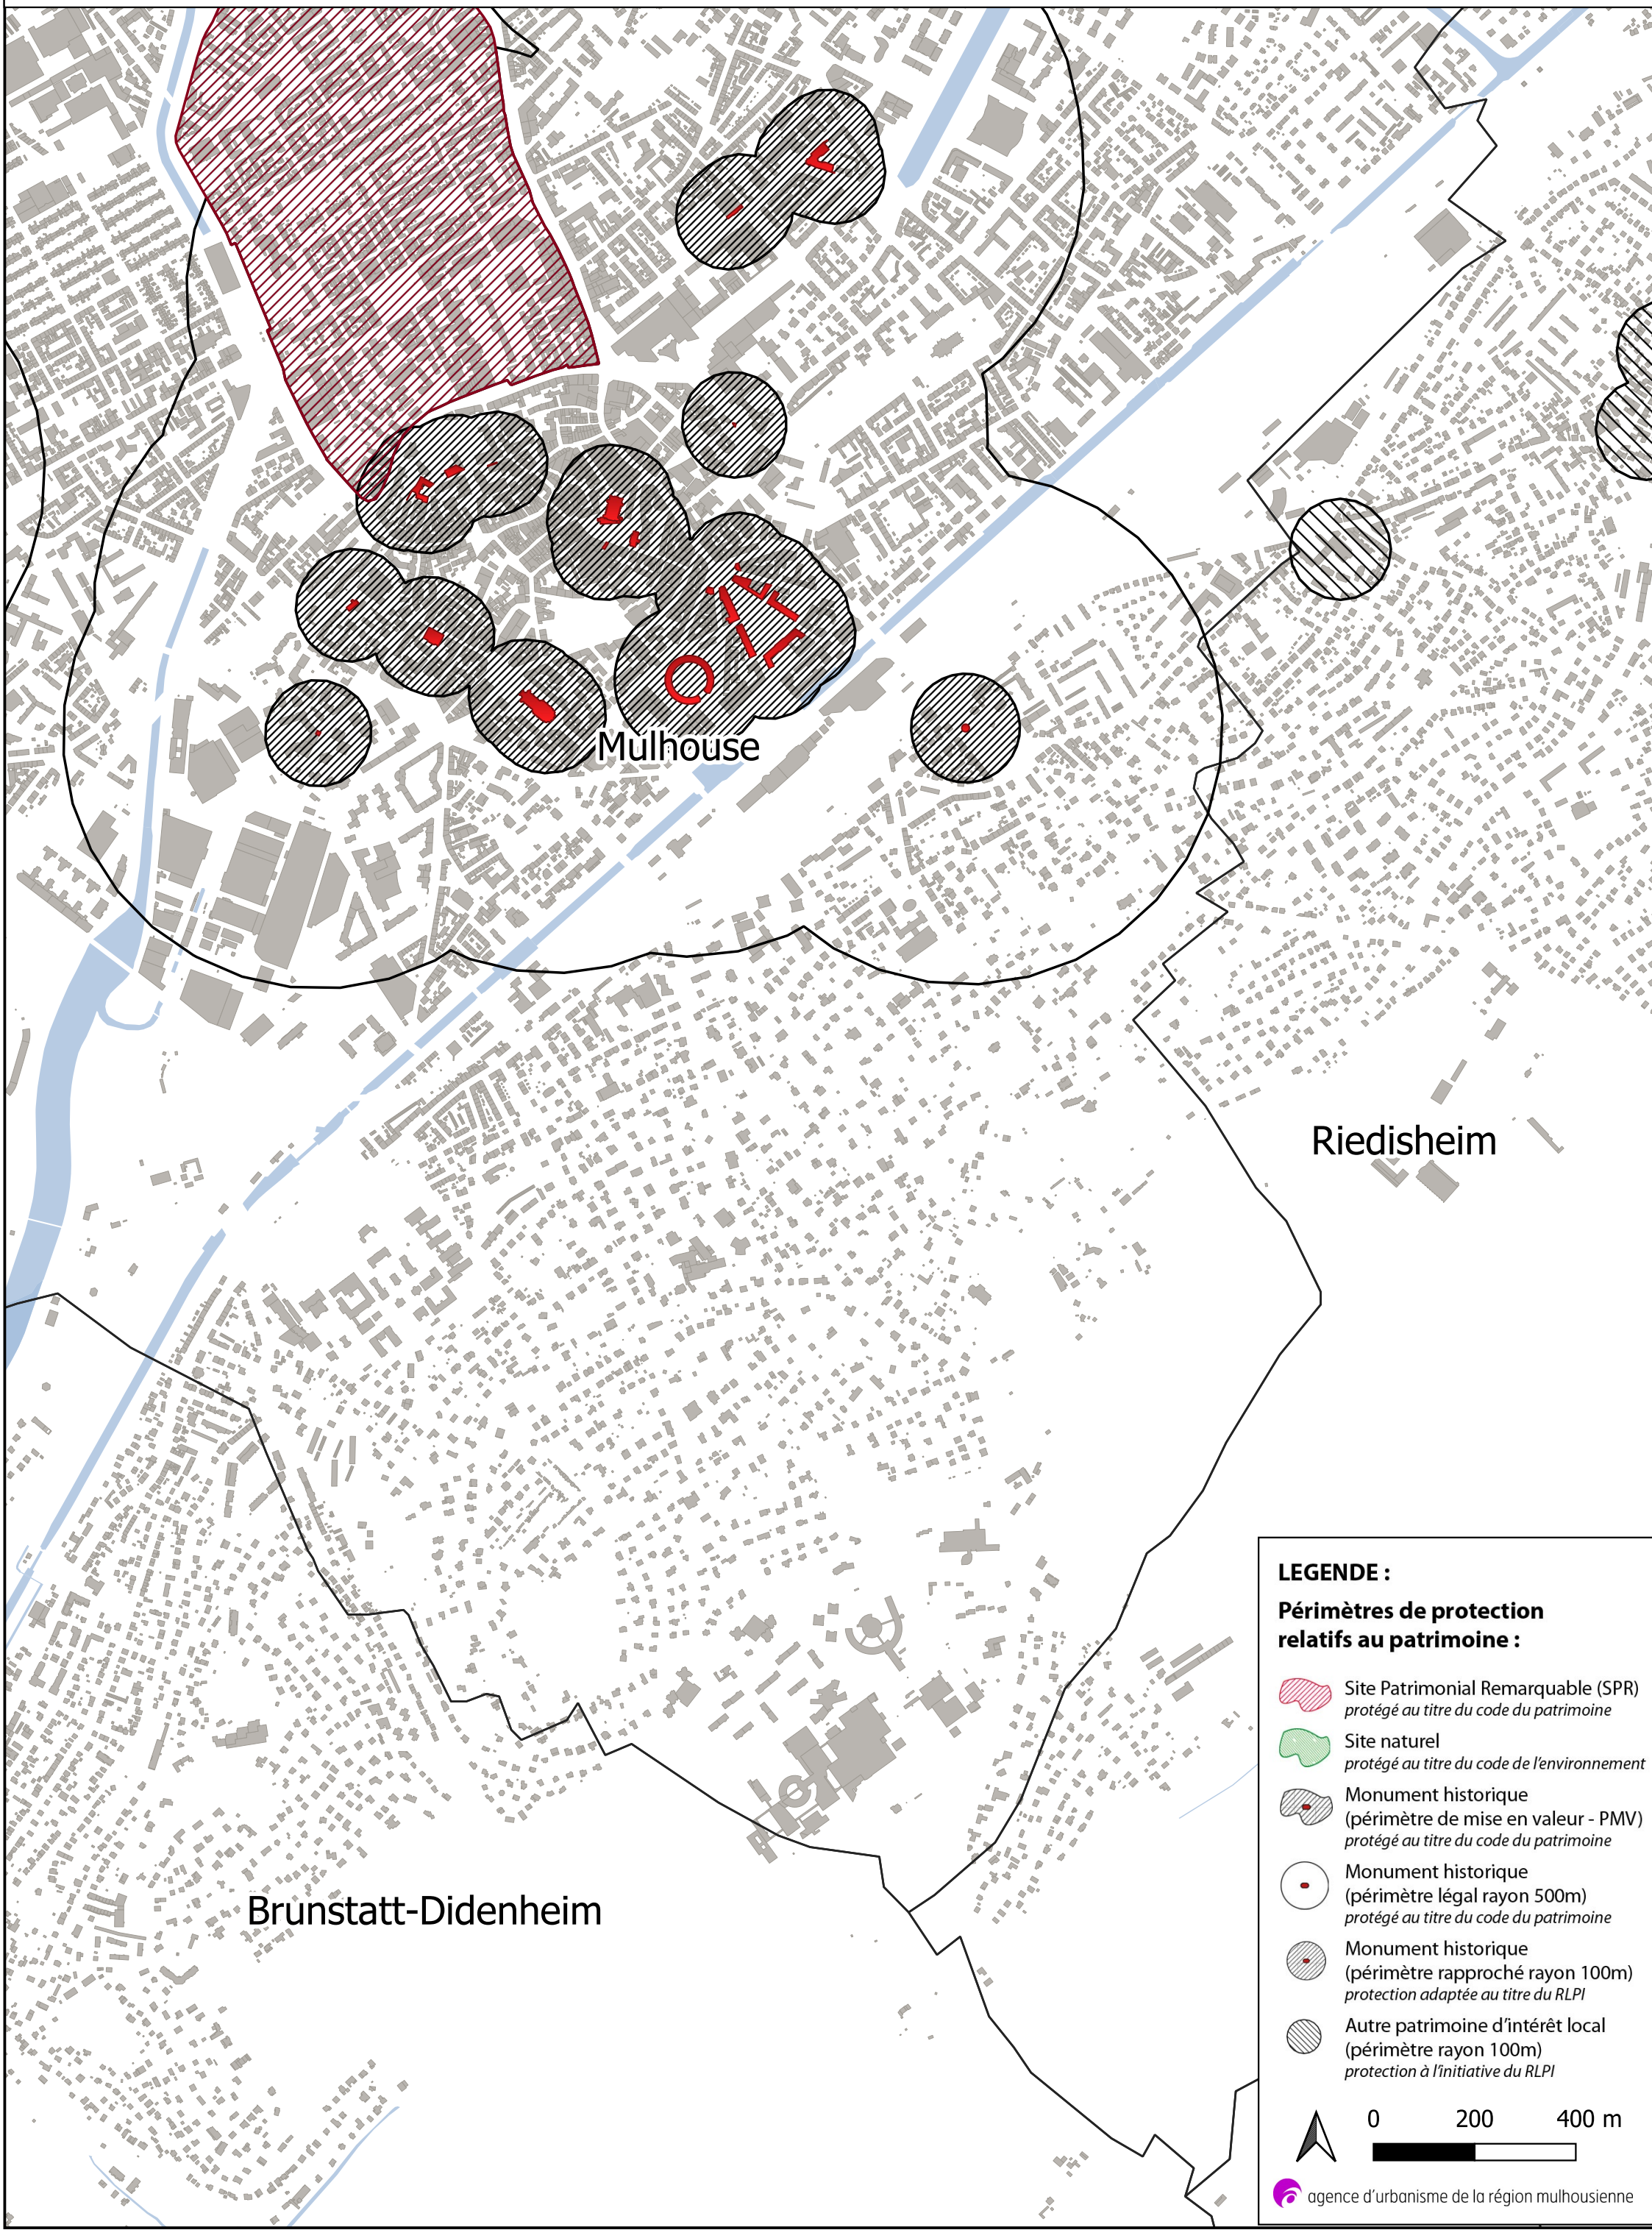 Mulhouse
Riedisheim
Brunstatt-Didenheim
LEGENDE :
Périmètres de protection
relatifs au patrimoine :
Site Patrimonial Remarquable (SPR)
protégé au titre du code du patrimoine
Site naturel
protégé au titre du code de l'environnement
Monument historique
(périmètre de mise en valeur - PMV)
protégé au titre du code du patrimoine
Monument historique
(périmètre légal rayon 500m)
protégé au titre du code du patrimoine
Monument historique
(périmètre rapproché rayon 100m)
protection adaptée au titre du RLPI
Autre patrimoine d'intérêt local
(périmètre rayon 100m)
protection à l'initiative du RLPI
0 200 400 m
agence d'urbanisme de la région mulhousienne